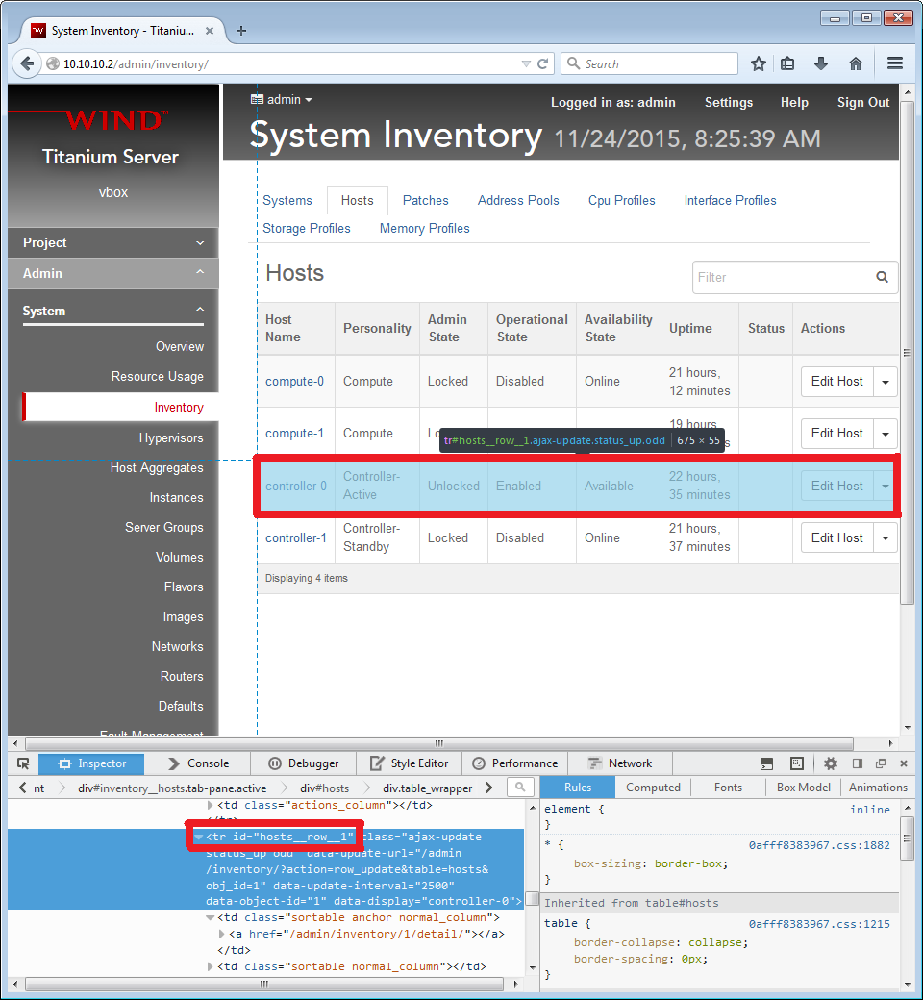 System Inventory - Titaniu...
10.10.10.2/admin/inventory/
Search
WIND
Titanium Server
vbox
Project
Admin
System
Overview
Resource Usage
Inventory
Hypervisors
Host Aggregates
Instances
Server Groups
Volumes
Flavors
Images
Networks
Routers
Defaults
Fault Management
admin
Logged in as: admin Settings Help Sign Out
System Inventory 11/24/2015, 8:25:39 AM
Systems Hosts Patches Address Pools Cpu Profiles Interface Profiles
Storage Profiles Memory Profiles
Hosts
Filter
Host Name Personality Admin State Operational State Availability State Uptime Status Actions
compute-0 Compute Locked Disabled Online 21 hours, 12 minutes Edit Host
compute-1 Compute 19 hours, Edit Host
tr#hosts__row__1.ajax-update.status_up.odd 675 × 55
controller-0 Controller-Active Unlocked Enabled Available 22 hours, 35 minutes Edit Host
controller-1 Controller-Standby Locked Disabled Online 21 hours, 37 minutes Edit Host
Displaying 4 items
Inspector Console Debugger Style Editor Performance Network
nt div#inventory__hosts.tab-pane.active div#hosts div.table_wrapper
<td class="actions_column"></td>
</tr>
<tr id="hosts__row__1" class="ajax-update
status_up odd" data-update-url="/admin
/inventory/?action=row_update&table=hosts&
obj_id=1" data-update-interval="2500"
data-object-id="1" data-display="controller-0">
<td class="sortable anchor normal_column">
<a href="/admin/inventory/1/detail/"></a>
</td>
<td class="sortable normal_column"></td>
Rules Computed Fonts Box Model Animations
element { inline
}
* { 0afff8383967.css:1882
box-sizing: border-box;
}
Inherited from table#hosts
table { 0afff8383967.css:1215
border-collapse: collapse;
border-spacing: 0px;
}